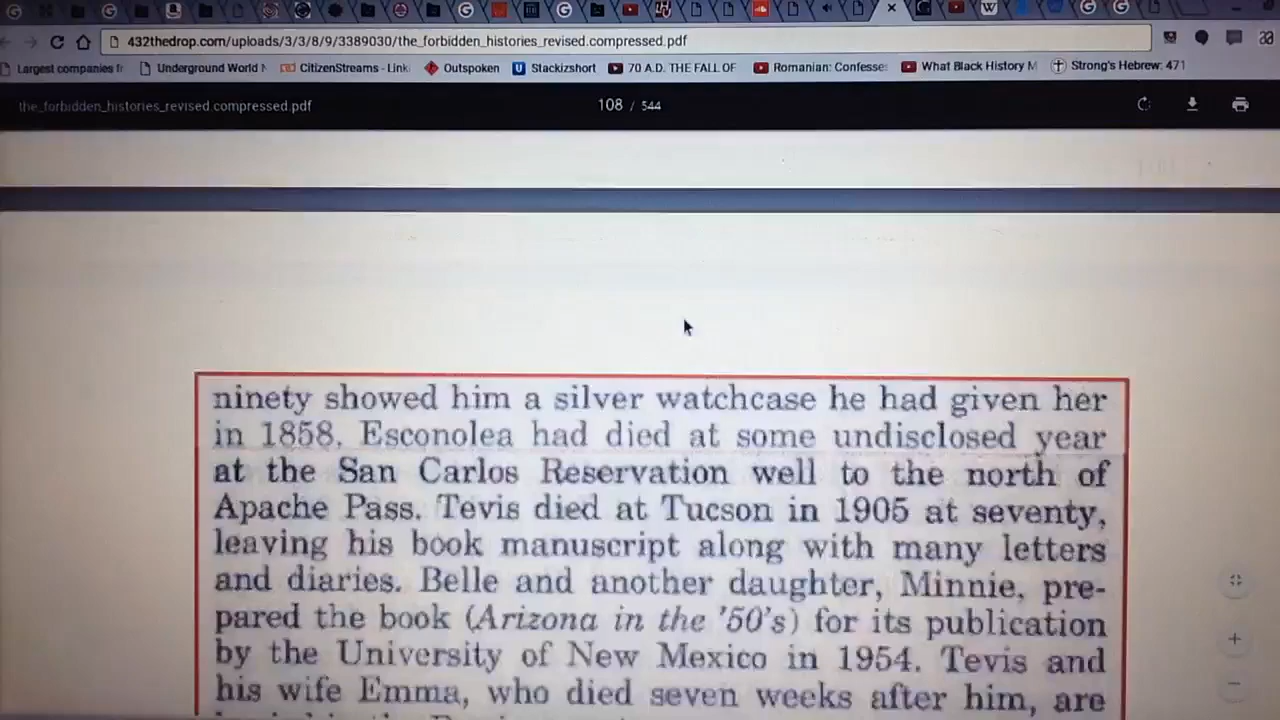 432thedrop.com/uploads/3/3/8/9/3389030/the_forbidden_histories_revised.compressed.pdf
Largest companies Underground World CitizenStreams - Link Outspoken Stackizshort 70 A.D. THE FALL OF Romanian: Confesse What Black History M Strong's Hebrew: 471
the_forbidden_histories_revised.compressed.pdf 108 / 544
ninety showed him a silver watchcase he had given her
in 1858. Esconolea had died at some undisclosed year
at the San Carlos Reservation well to the north of
Apache Pass. Tevis died at Tucson in 1905 at seventy,
leaving his book manuscript along with many letters
and diaries. Belle and another daughter, Minnie, pre-
pared the book (Arizona in the '50's) for its publication
by the University of New Mexico in 1954. Tevis and
his wife Emma, who died seven weeks after him, are